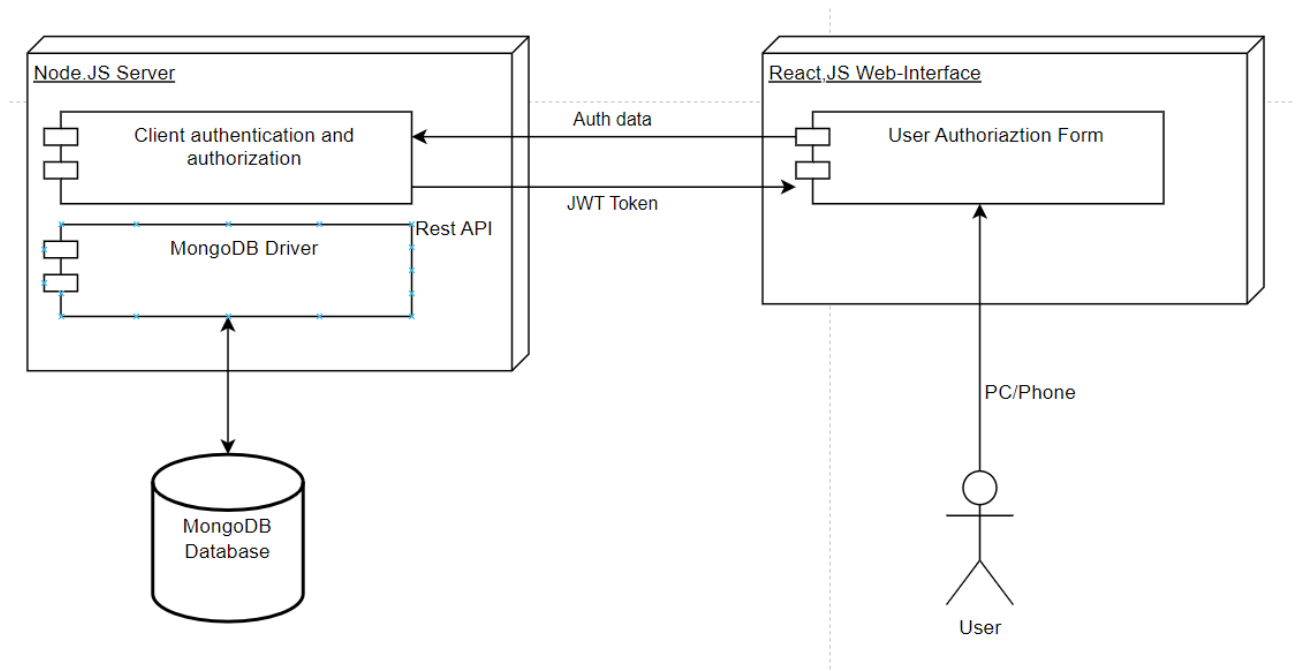 Node.JS Server
React,JS Web-Interface
Client authentication and
authorization
Auth data
User Authoriaztion Form
JWT Token
Rest API
MongoDB Driver
PC/Phone
MongoDB
Database
User